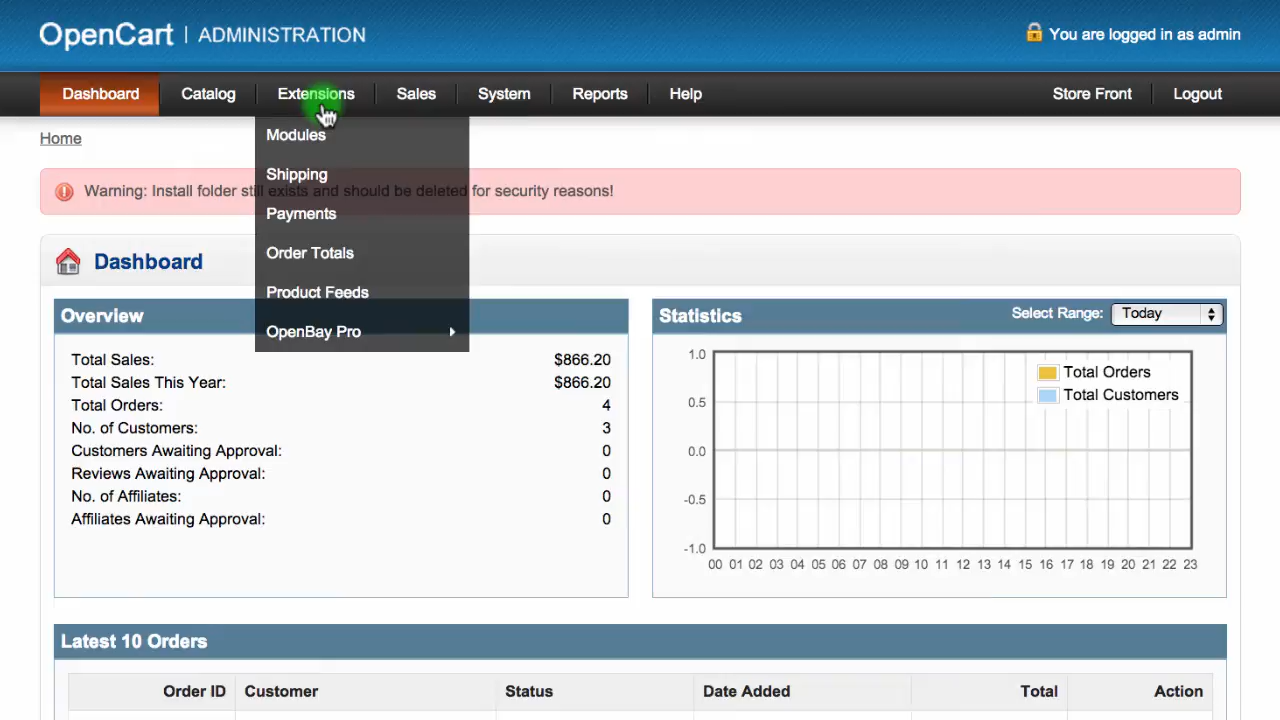 OpenCart | ADMINISTRATION
You are logged in as admin
Dashboard Catalog Extensions Sales System Reports Help Store Front Logout
Home
Modules
Shipping
Warning: Install folder still exists and should be deleted for security reasons!
Payments
Order Totals
Product Feeds
OpenBay Pro
Dashboard
Overview
Total Sales: $866.20
Total Sales This Year: $866.20
Total Orders: 4
No. of Customers: 3
Customers Awaiting Approval: 0
Reviews Awaiting Approval: 0
No. of Affiliates: 0
Affiliates Awaiting Approval: 0
Statistics
Select Range: Today
Total Orders
Total Customers
1.0
0.5
0.0
-0.5
-1.0
00 01 02 03 04 05 06 07 08 09 10 11 12 13 14 15 16 17 18 19 20 21 22 23
Latest 10 Orders
Order ID Customer Status Date Added Total Action